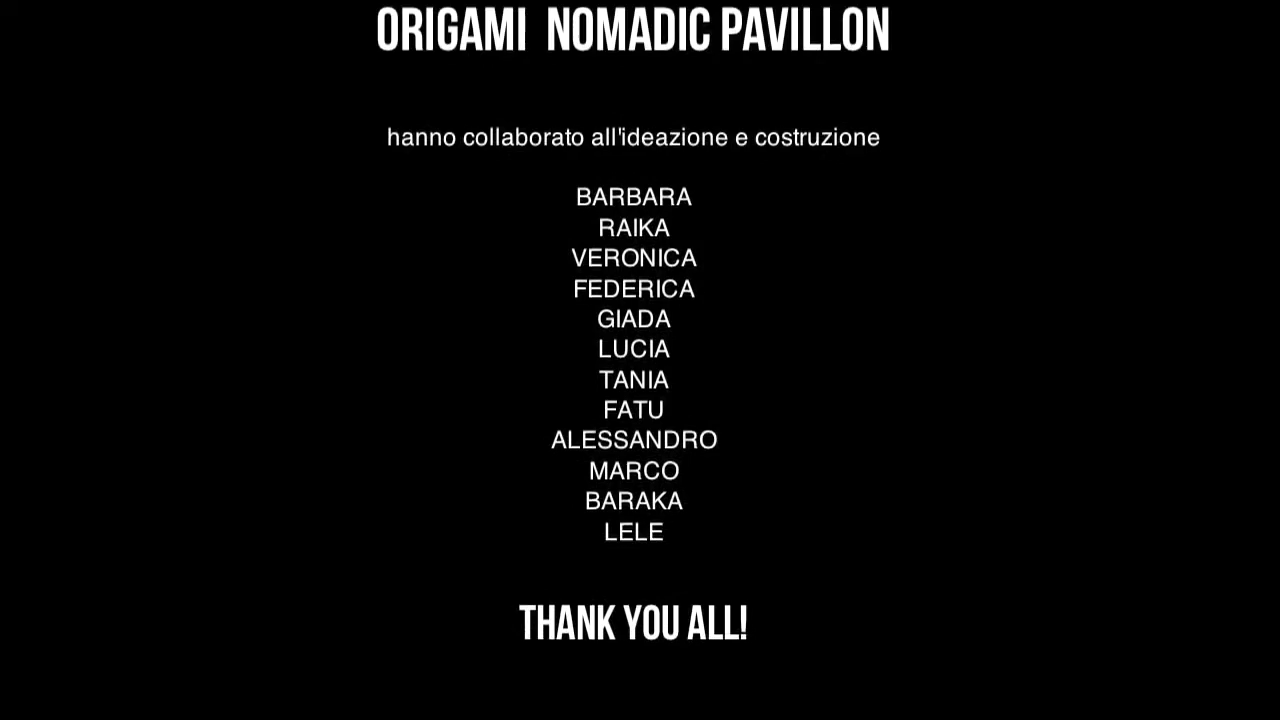 ORIGAMI NOMADIC PAVILLON
hanno collaborato all'ideazione e costruzione
BARBARA
RAIKA
VERONICA
FEDERICA
GIADA
LUCIA
TANIA
FATU
ALESSANDRO
MARCO
BARAKA
LELE
THANK YOU ALL!